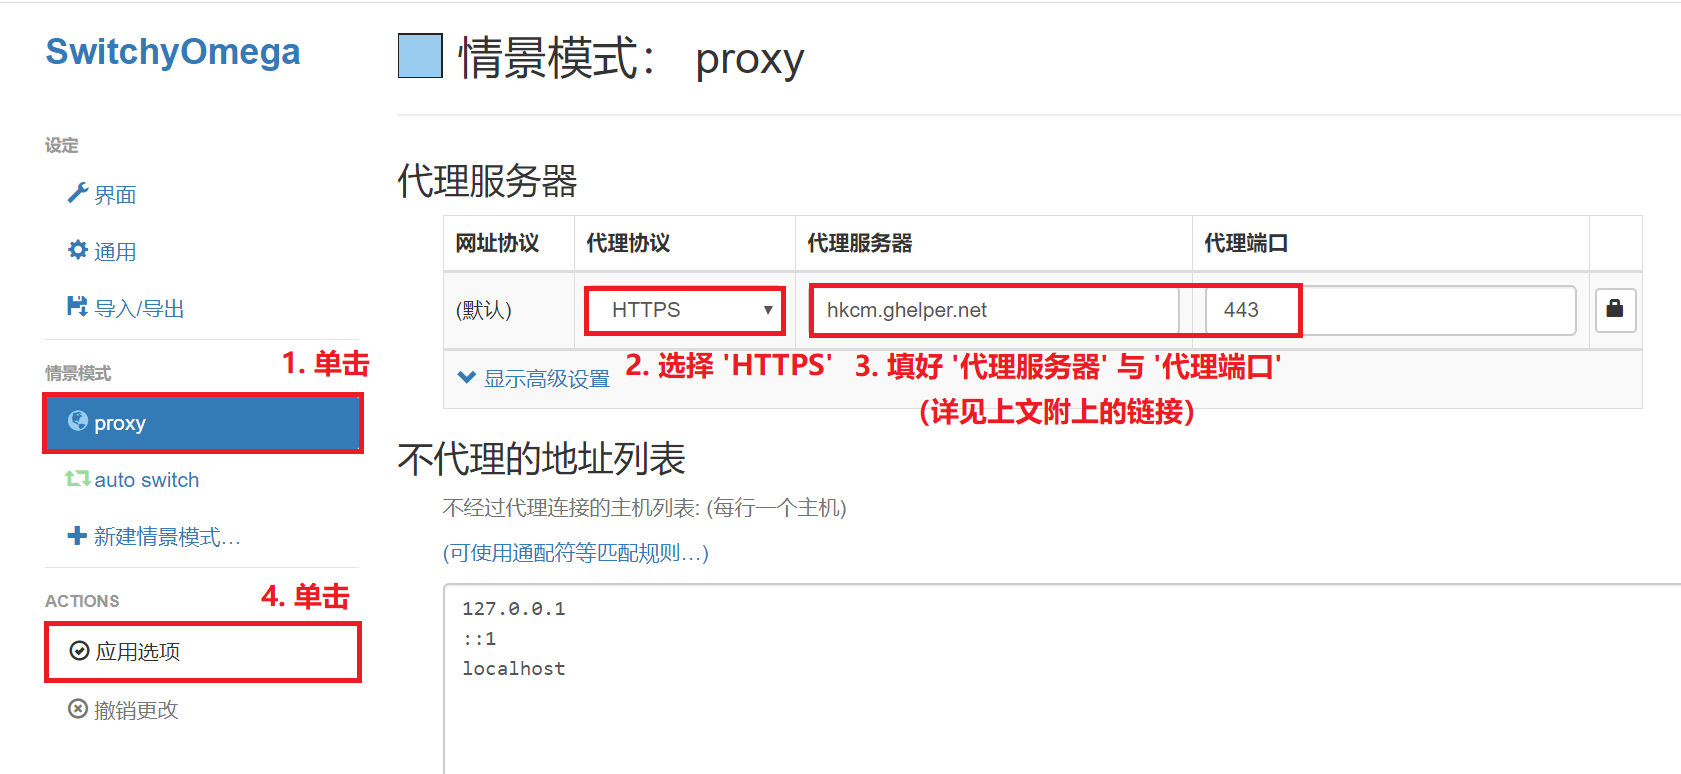 SwitchyOmega
情景模式： proxy
设定
界面
通用
导入/导出
情景模式
1. 单击
proxy
auto switch
新建情景模式…
ACTIONS
4. 单击
应用选项
撤销更改
代理服务器
网址协议 代理协议 代理服务器 代理端口
(默认) HTTPS hkcm.ghelper.net 443
显示高级设置
2. 选择 'HTTPS'
3. 填好 '代理服务器' 与 '代理端口'
(详见上文附上的链接)
不代理的地址列表
不经过代理连接的主机列表: (每行一个主机)
(可使用通配符等匹配规则…)
127.0.0.1
::1
localhost